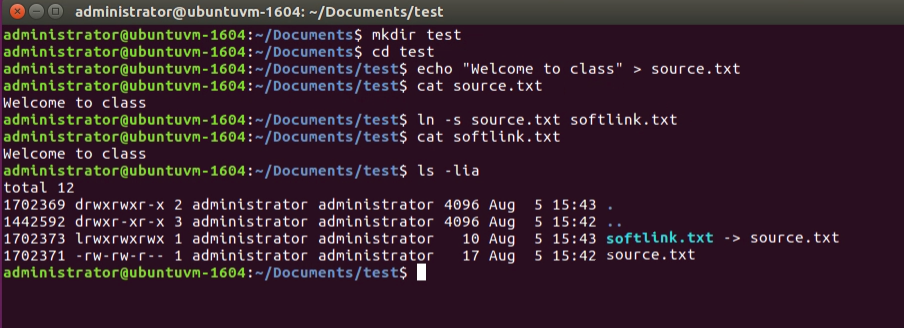 administrator@ubuntuvm-1604: ~/Documents/test
administrator@ubuntuvm-1604:~/Documents$ mkdir test
administrator@ubuntuvm-1604:~/Documents$ cd test
administrator@ubuntuvm-1604:~/Documents/test$ echo "Welcome to class" > source.txt
administrator@ubuntuvm-1604:~/Documents/test$ cat source.txt
Welcome to class
administrator@ubuntuvm-1604:~/Documents/test$ ln -s source.txt softlink.txt
administrator@ubuntuvm-1604:~/Documents/test$ cat softlink.txt
Welcome to class
administrator@ubuntuvm-1604:~/Documents/test$ ls -lia
total 12
1702369 drwxrwxr-x 2 administrator administrator 4096 Aug  5 15:43 .
1442592 drwxr-xr-x 3 administrator administrator 4096 Aug  5 15:42 ..
1702373 lrwxrwxrwx 1 administrator administrator   10 Aug  5 15:43 softlink.txt -> source.txt
1702371 -rw-rw-r-- 1 administrator administrator   17 Aug  5 15:42 source.txt
administrator@ubuntuvm-1604:~/Documents/test$